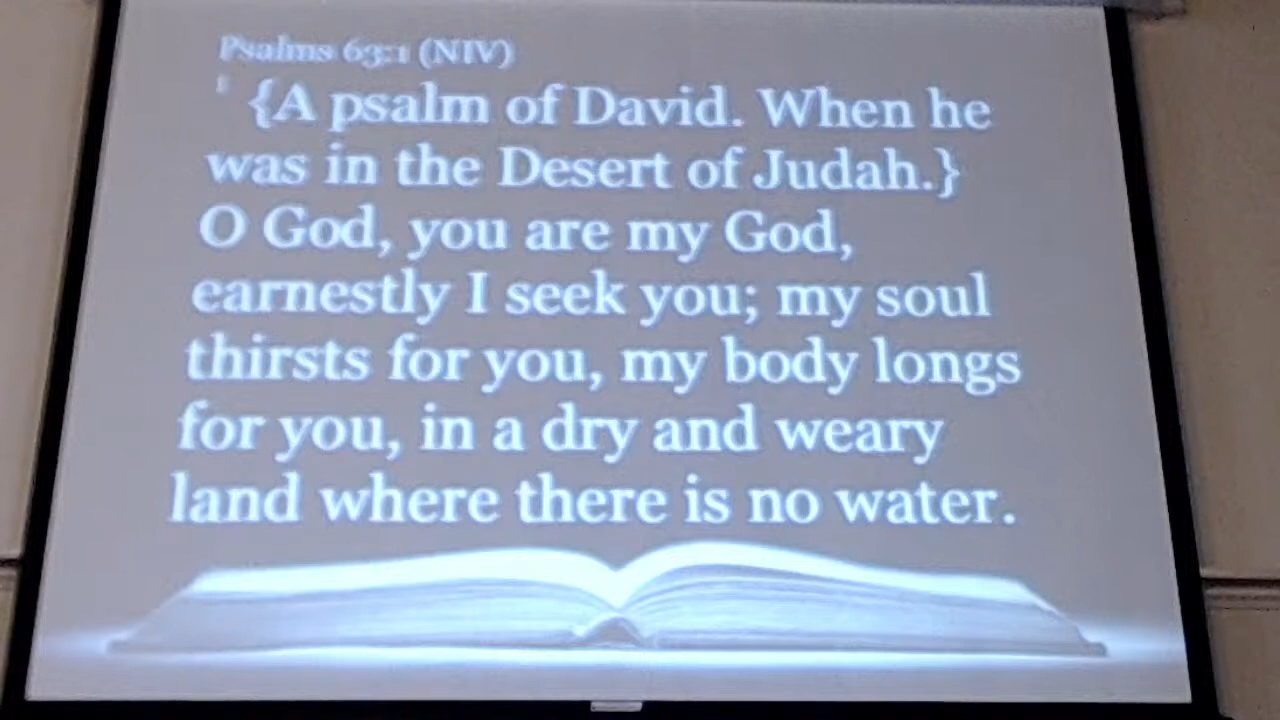 Psalms 63:1 (NIV)
1 {A psalm of David. When he
was in the Desert of Judah.}
O God, you are my God,
earnestly I seek you; my soul
thirsts for you, my body longs
for you, in a dry and weary
land where there is no water.